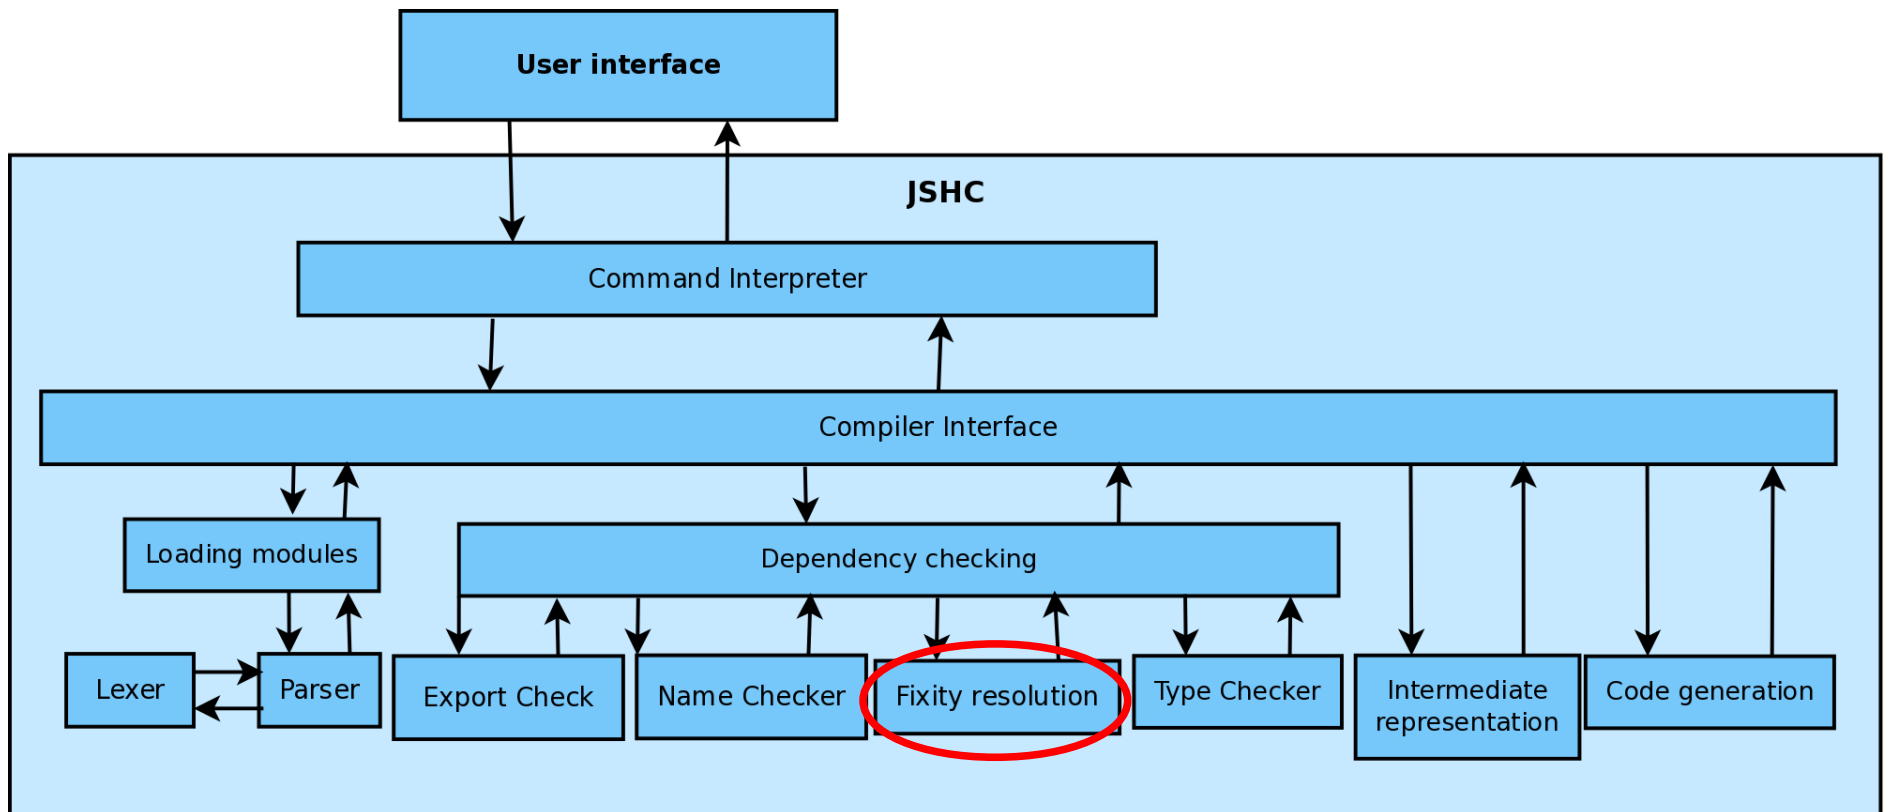 User interface
JSHC
Command Interpreter
Compiler Interface
Loading modules
Dependency checking
Lexer
Parser
Export Check
Name Checker
Fixity resolution
Type Checker
Intermediate
representation
Code generation